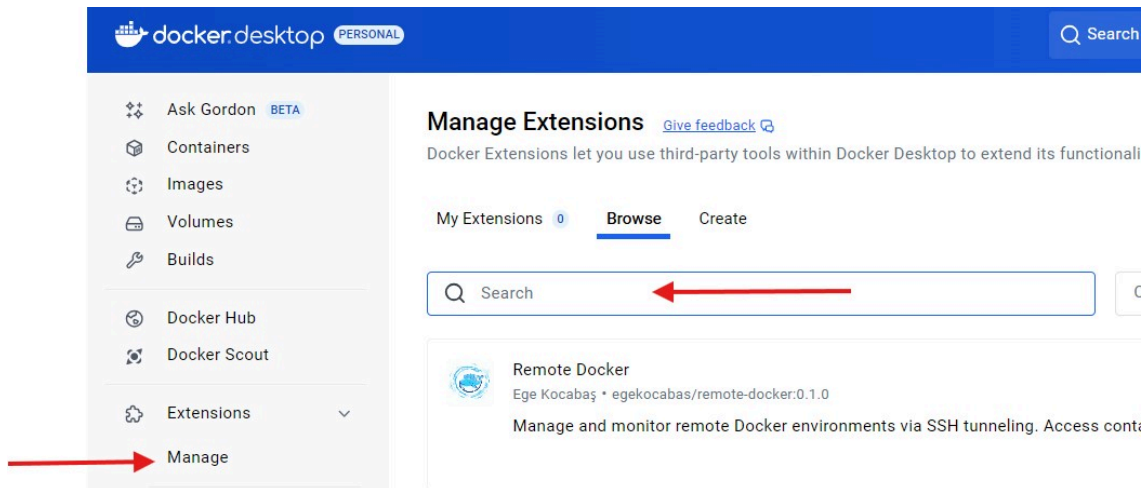 docker.desktop PERSONAL
Search
Ask Gordon BETA
Containers
Images
Volumes
Builds
Docker Hub
Docker Scout
Extensions
Manage
Manage Extensions Give feedback
Docker Extensions let you use third-party tools within Docker Desktop to extend its
My Extensions 0 Browse Create
Search
Remote Docker
Ege Kocabaş • egekocabas/remote-docker:0.1.0
Manage and monitor remote Docker environments via SSH tunneling. Access